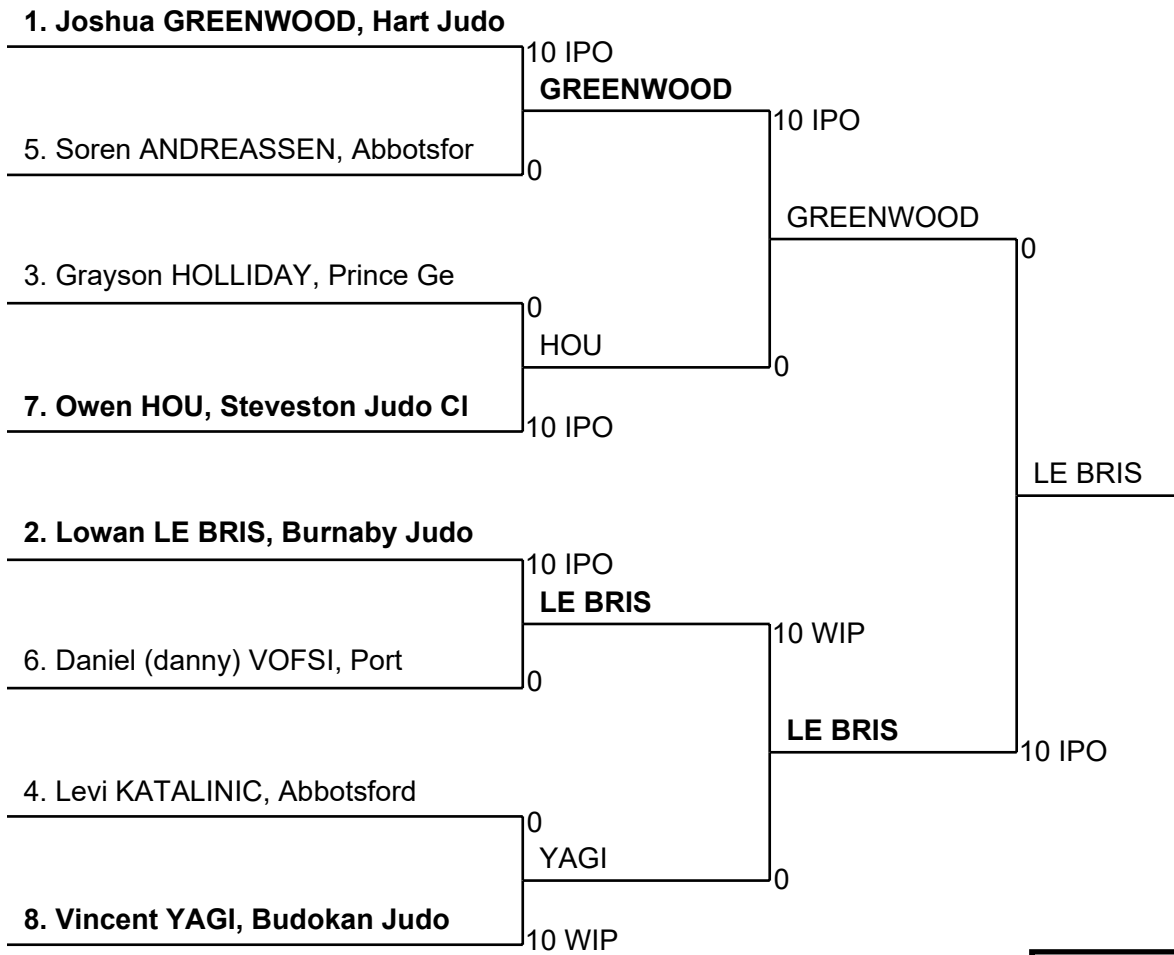 1. Joshua GREENWOOD, Hart Judo
10 IPO
GREENWOOD
10 IPO
5. Soren ANDREASSEN, Abbotsfor
0
GREENWOOD
0
3. Grayson HOLLIDAY, Prince Ge
0
HOU
0
7. Owen HOU, Steveston Judo Cl
10 IPO
LE BRIS
2. Lowan LE BRIS, Burnaby Judo
10 IPO
LE BRIS
10 WIP
6. Daniel (danny) VOFSI, Port
0
LE BRIS
10 IPO
4. Levi KATALINIC, Abbotsford
0
YAGI
0
8. Vincent YAGI, Budokan Judo
10 WIP